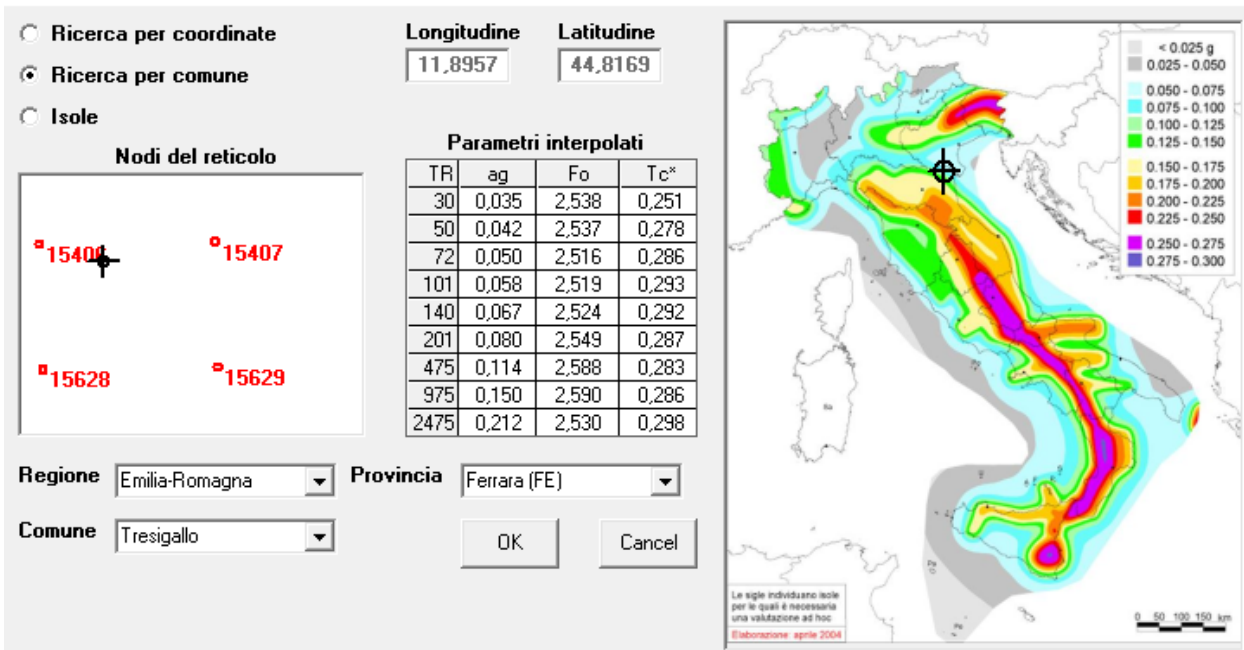 Ricerca per coordinate
Ricerca per comune
Isole
Longitudine Latitudine
11,8957 44,8169
Nodi del reticolo
15407
15628
15629
Parametri interpolati
TR ag Fo Tc*
30 0,035 2,538 0,251
50 0,042 2,537 0,278
72 0,050 2,516 0,286
101 0,058 2,519 0,293
140 0,067 2,524 0,292
201 0,080 2,549 0,287
475 0,114 2,588 0,283
975 0,150 2,590 0,286
2475 0,212 2,530 0,298
Regione Emilia-Romagna Provincia Ferrara (FE)
Comune Tresigallo
OK Cancel
< 0.025 g
0.025 - 0.050
0.050 - 0.075
0.075 - 0.100
0.100 - 0.125
0.125 - 0.150
0.150 - 0.175
0.175 - 0.200
0.200 - 0.225
0.225 - 0.250
0.250 - 0.275
0.275 - 0.300
Le sigle individuano isole
per le quali è necessaria
una valutazione ad hoc
Elaborazione aprile 2004
0 50 100 150 km